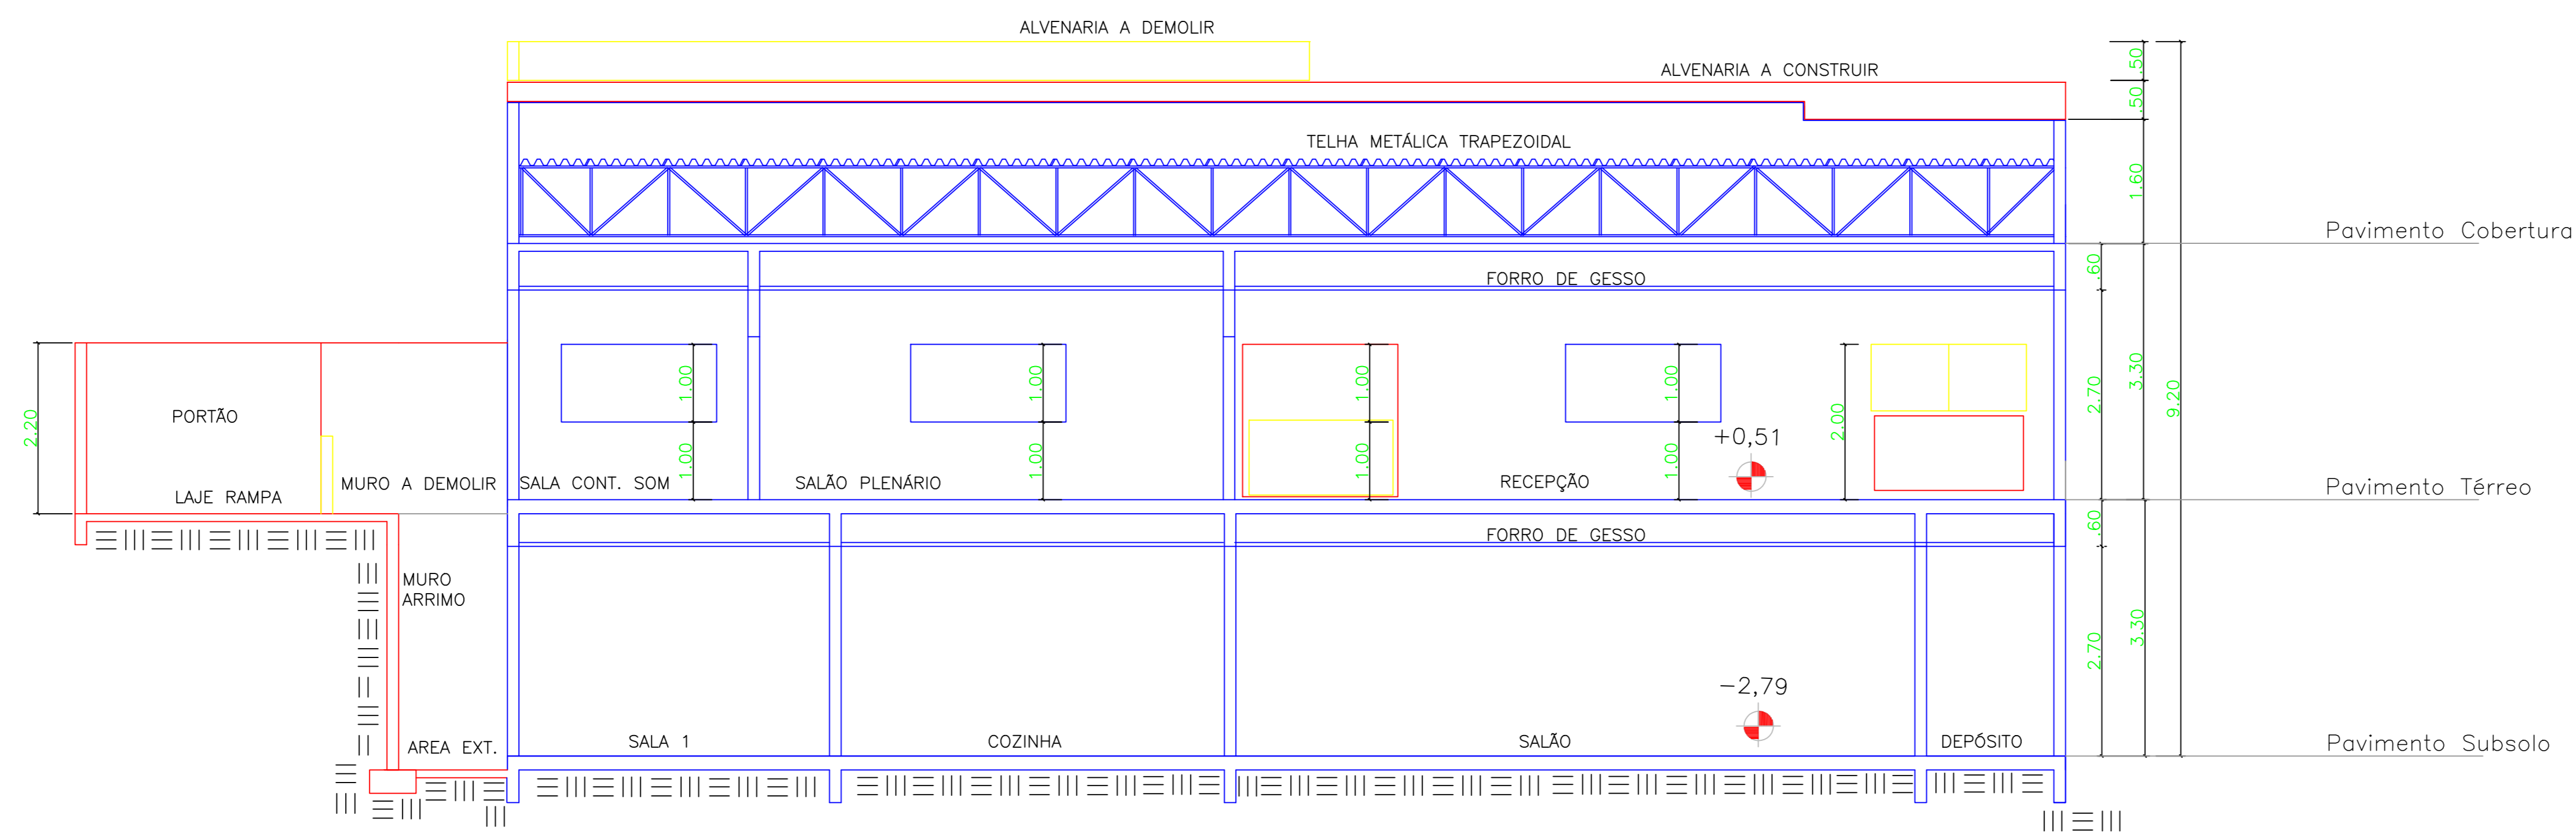 ALVENARIA A DEMOLIR
.50
ALVENARIA A CONSTRUIR
.50
TELHA METÁLICA TRAPEZOIDAL
1.60
Pavimento Cobertura
FORRO DE GESSO
.60
2.20
PORTÃO
1.00
1.00
1.00
1.00
2.00
2.70
3.30
9.20
+0,51
LAJE RAMPA
MURO A DEMOLIR
SALA CONT. SOM
1.00
SALÃO PLENÁRIO
1.00
1.00
RECEPÇÃO
1.00
Pavimento Térreo
FORRO DE GESSO
.60
MURO
ARRIMO
2.70
3.30
-2,79
AREA EXT.
SALA 1
COZINHA
SALÃO
DEPÓSITO
Pavimento Subsolo